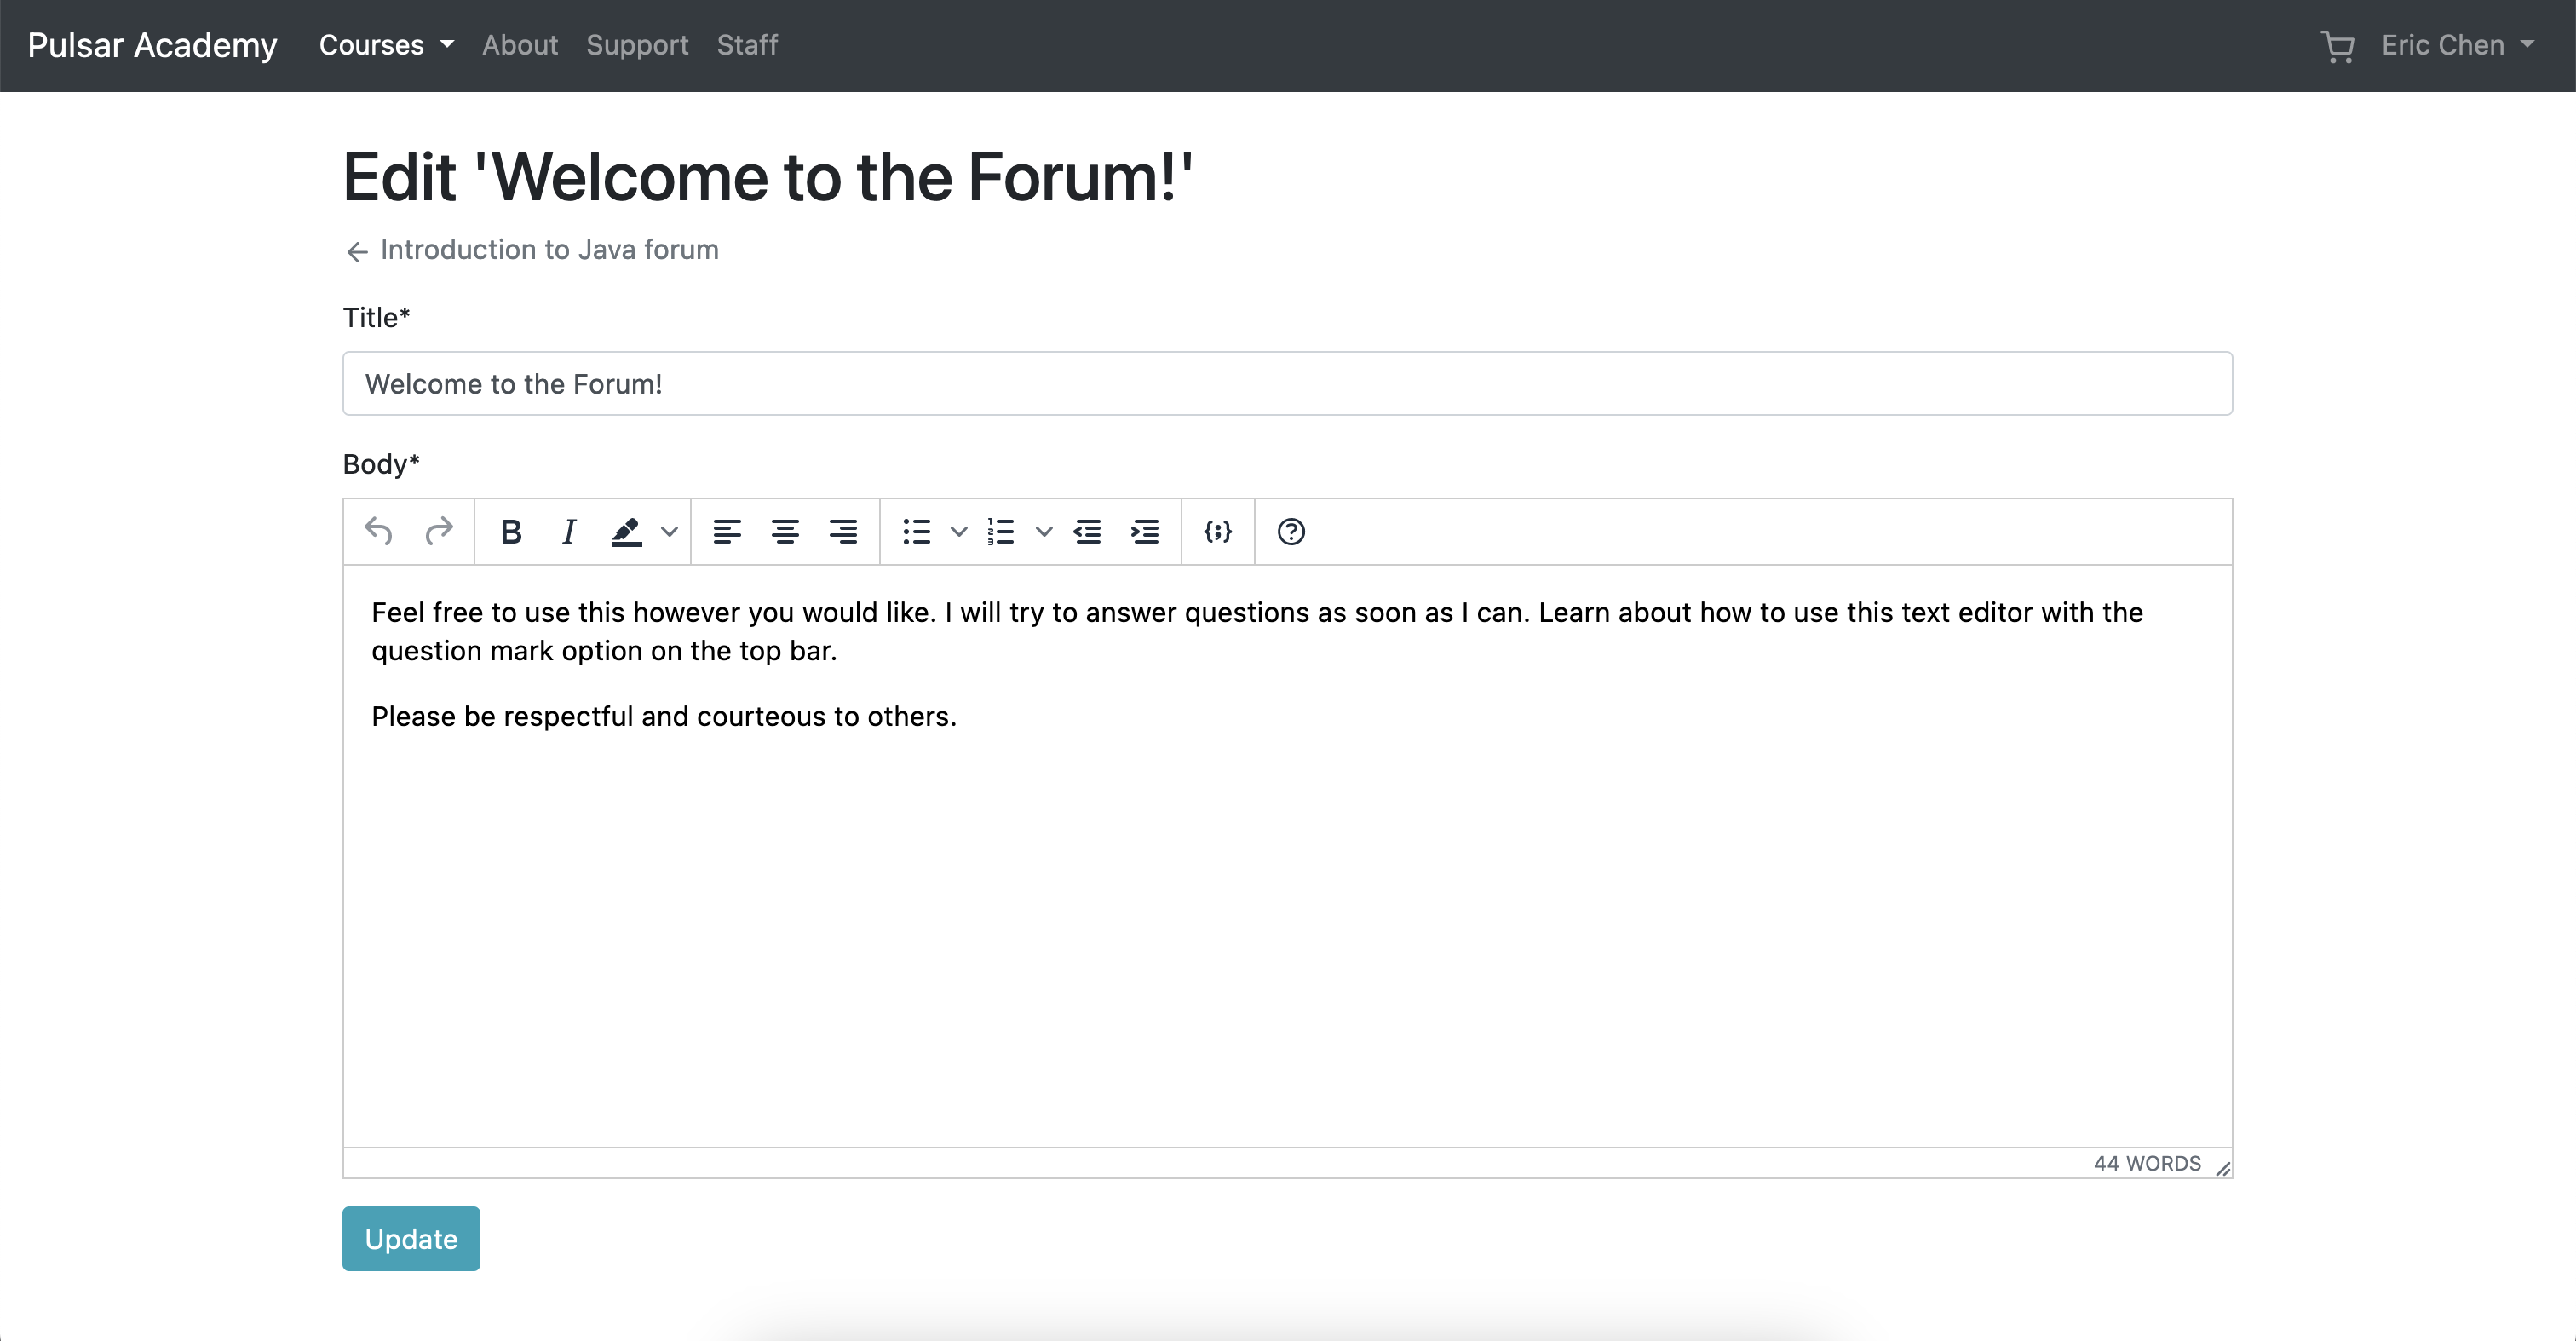 Pulsar Academy Courses About Support Staff Eric Chen
Edit 'Welcome to the Forum!'
Introduction to Java forum
Title*
Welcome to the Forum!
Body*
Feel free to use this however you would like. I will try to answer questions as soon as I can. Learn about how to use this text editor with the
question mark option on the top bar.
Please be respectful and courteous to others.
44 WORDS
Update